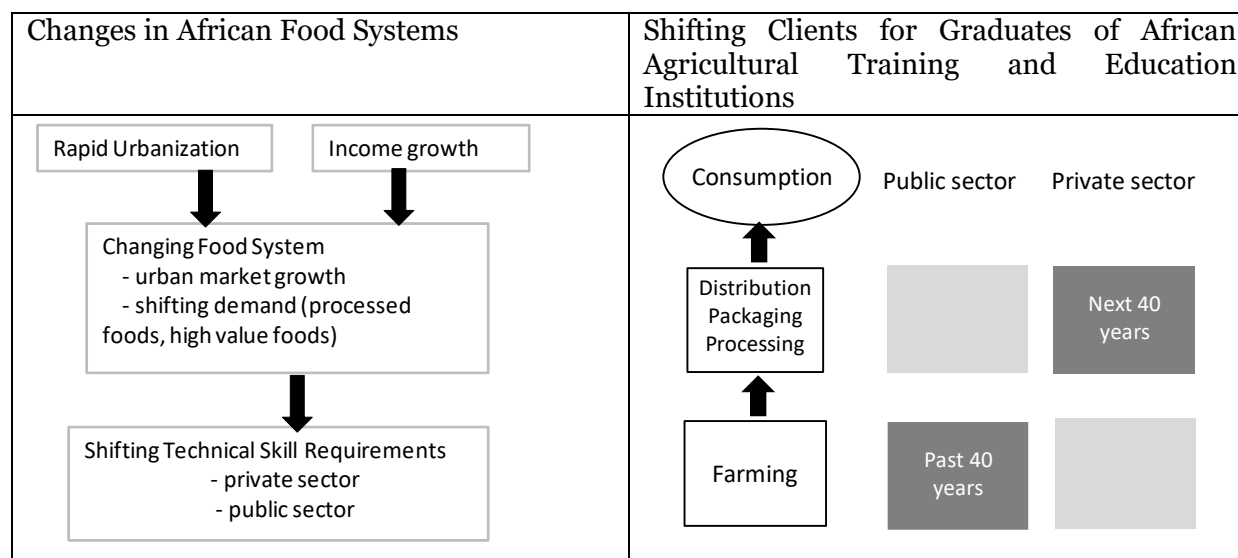 Changes in African Food Systems
Shifting Clients for Graduates of African
Agricultural Training and Education
Institutions
Rapid Urbanization
Income growth
Changing Food System
- urban market growth
- shifting demand (processed
foods, high value foods)
Shifting Technical Skill Requirements
- private sector
- public sector
Consumption
Public sector
Private sector
Distribution
Packaging
Processing
Next 40
years
Farming
Past 40
years